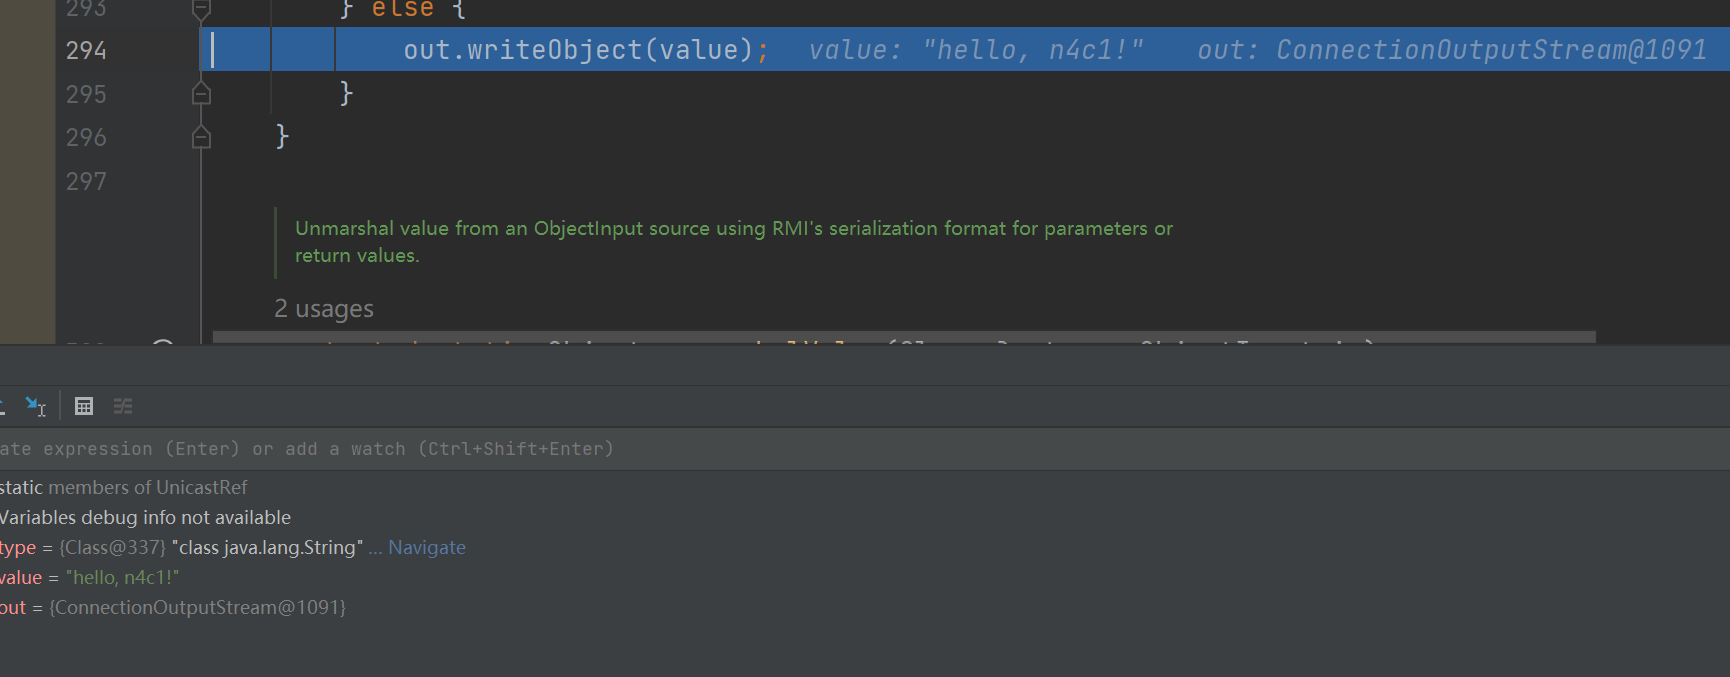 293 } else {
294 out.writeObject(value); value: "hello, n4c1!" out: ConnectionOutputStream@1091
295 }
296 }
297
Unmarshal value from an ObjectInput source using RMI's serialization format for parameters or
return values.
2 usages
ate expression (Enter) or add a watch (Ctrl+Shift+Enter)
static members of UnicastRef
Variables debug info not available
type = {Class@337} "class java.lang.String" ... Navigate
value = "hello, n4c1!"
out = {ConnectionOutputStream@1091}